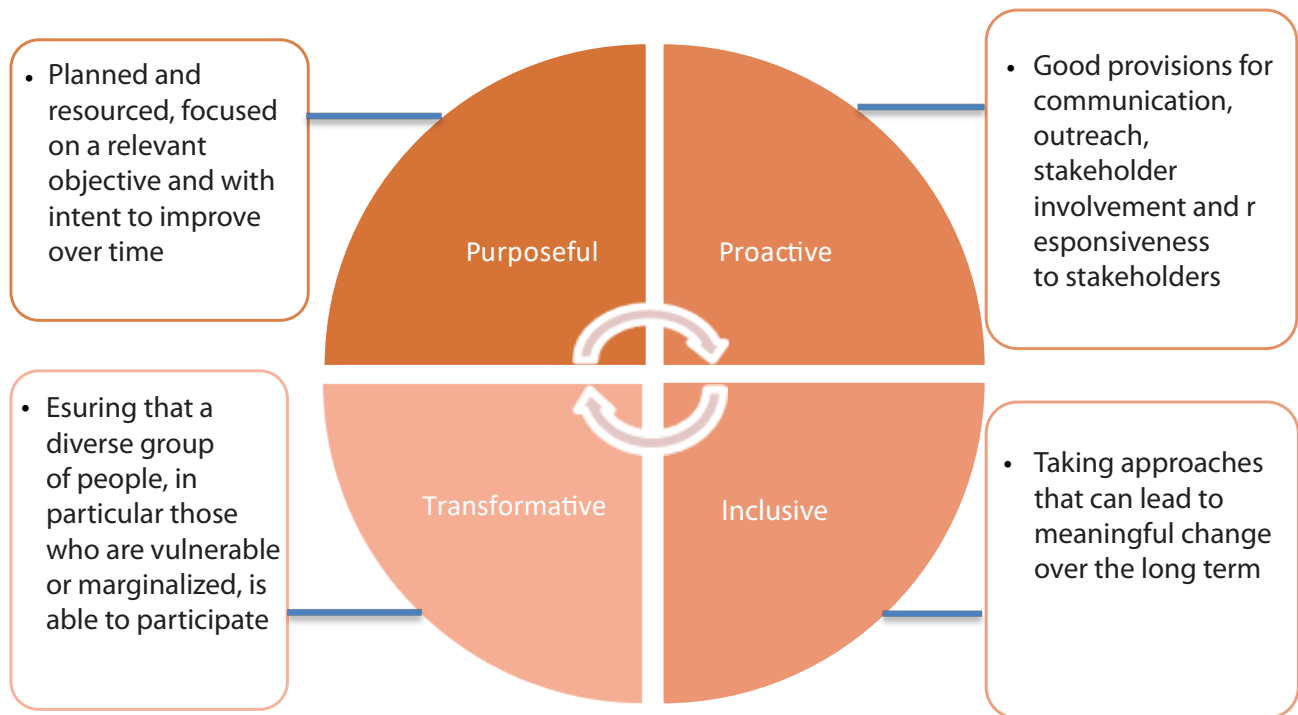 • Planned and
resourced, focused
on a relevant
objective and with
intent to improve
over time
Purposeful
Proactive
• Good provisions for
communication,
outreach,
stakeholder
involvement and r
esponsiveness
to stakeholders
• Esuring that a
diverse group
of people, in
particular those
who are vulnerable
or marginalized, is
able to participate
Transformative
Inclusive
• Taking approaches
that can lead to
meaningful change
over the long term